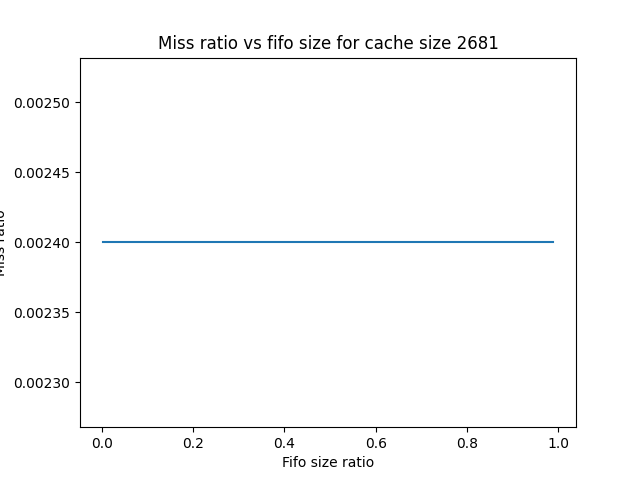 Miss ratio vs fifo size for cache size 2681
0.00250
0.00245
0.00240
0.00235
0.00230
Miss ratio
0.0 0.2 0.4 0.6 0.8 1.0
Fifo size ratio